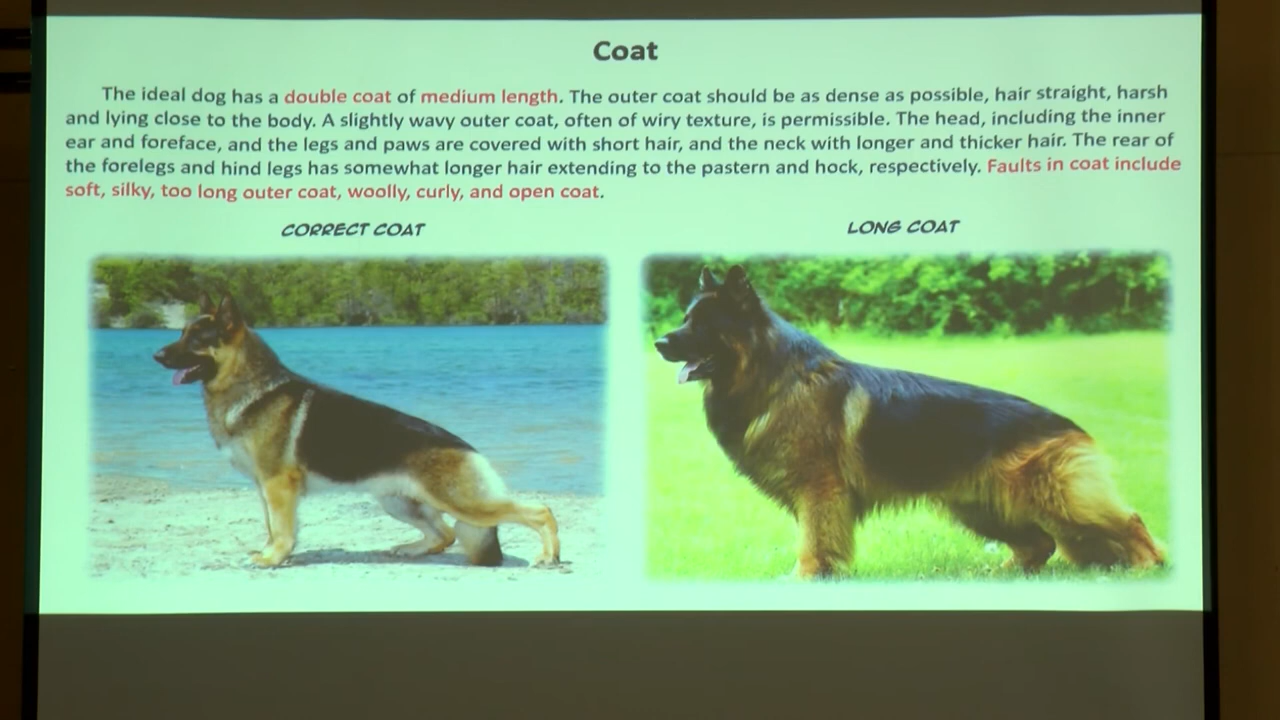 Coat
The ideal dog has a double coat of medium length. The outer coat should be as dense as possible, hair straight, harsh
and lying close to the body. A slightly wavy outer coat, often of wiry texture, is permissible. The head, including the inner
ear and foreface, and the legs and paws are covered with short hair, and the neck with longer and thicker hair. The rear of
the forelegs and hind legs has somewhat longer hair extending to the pastern and hock, respectively. Faults in coat include
soft, silky, too long outer coat, woolly, curly, and open coat.
CORRECT COAT
LONG COAT